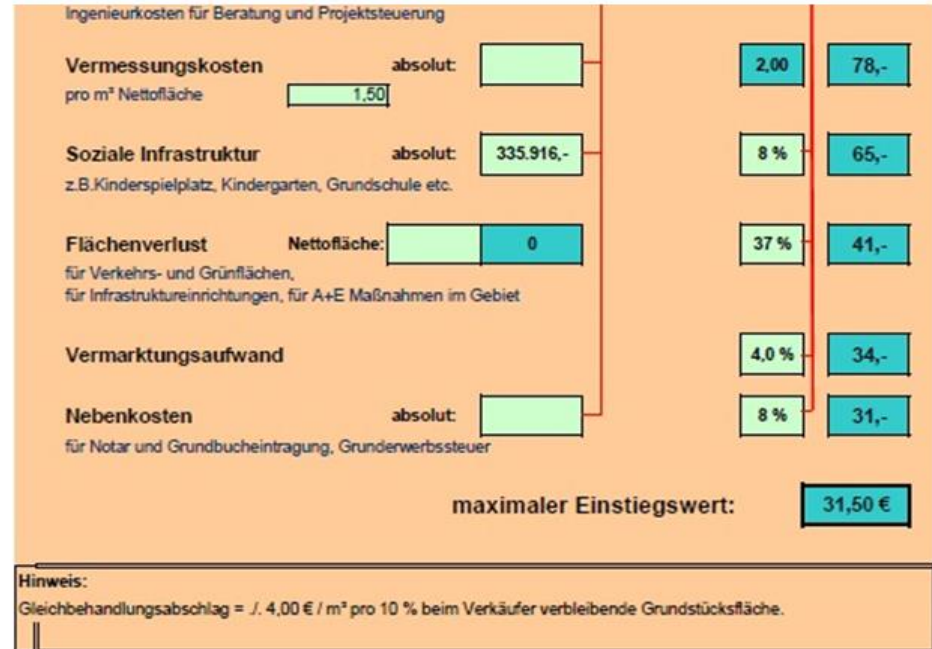 Ingenieurkosten für Beratung und Projektsteuerung
Vermessungskosten absolut: 2,00 78,-
pro m² Nettofläche 1,50
Soziale Infrastruktur absolut: 335.916,- 8 % 65,-
z.B.Kinderspielplatz, Kindergarten, Grundschule etc.
Flächenverlust Nettofläche: 0 37 % 41,-
für Verkehrs- und Grünflächen,
für Infrastruktureinrichtungen, für A+E Maßnahmen im Gebiet
Vermarktungsaufwand 4,0 % 34,-
Nebenkosten absolut: 8 % 31,-
für Notar und Grundbucheintragung, Grunderwerbssteuer
maximaler Einstiegswert: 31,50 €
Hinweis:
Gleichbehandlungsabschlag = ./. 4,00 € / m² pro 10 % beim Verkäufer verbleibende Grundstücksfläche.